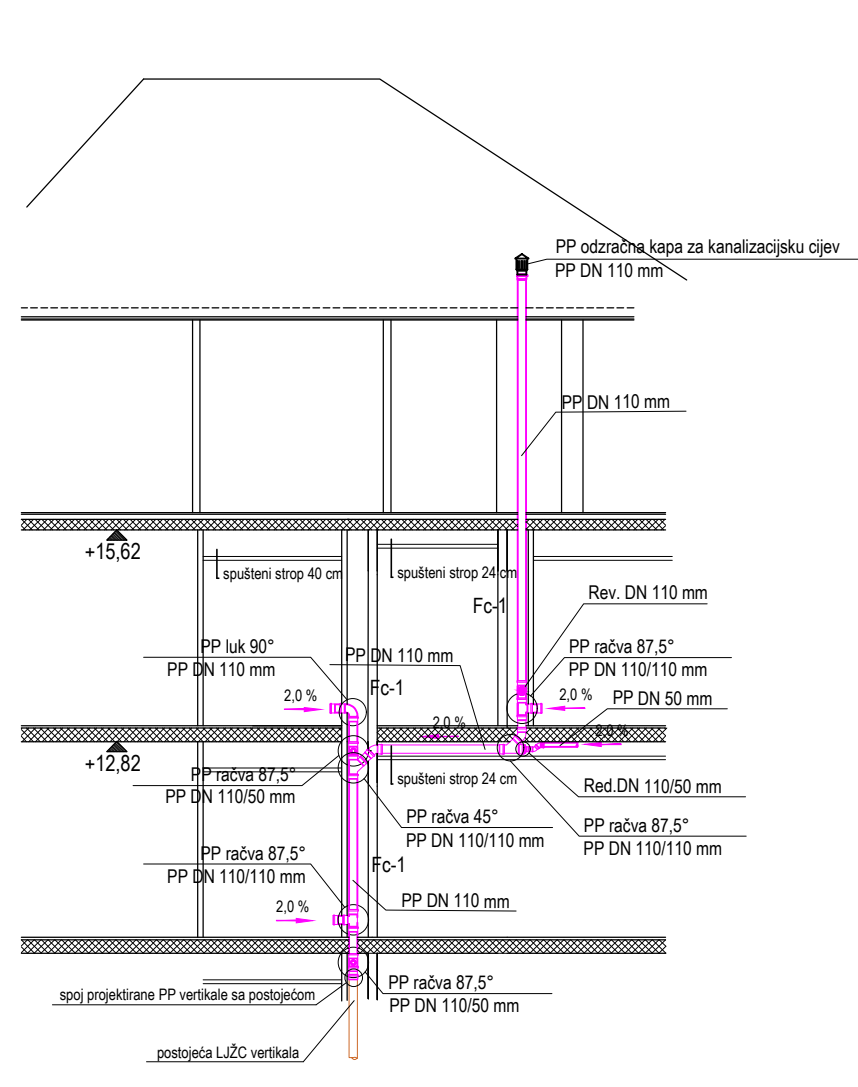 PP odzračna kapa za kanalizacijsku cijev
PP DN 110 mm
PP DN 110 mm
+15,62
spušteni strop 40 cm
spušteni strop 24 cm
Fc-1
Rev. DN 110 mm
PP luk 90°
PP DN 110 mm
PP DN 110 mm
PP račva 87,5°
PP DN 110/110 mm
Fc-1
2,0 %
2,0 %
PP DN 50 mm
2,0 %
2,0 %
+12,82
PP račva 87,5°
PP DN 110/50 mm
spušteni strop 24 cm
Red.DN 110/50 mm
PP račva 45°
PP DN 110/110 mm
PP račva 87,5°
PP DN 110/110 mm
PP račva 87,5°
PP DN 110/110 mm
Fc-1
2,0 %
PP DN 110 mm
PP račva 87,5°
PP DN 110/50 mm
spoj projektirane PP vertikale sa postojećom
postojeća LJŽC vertikala